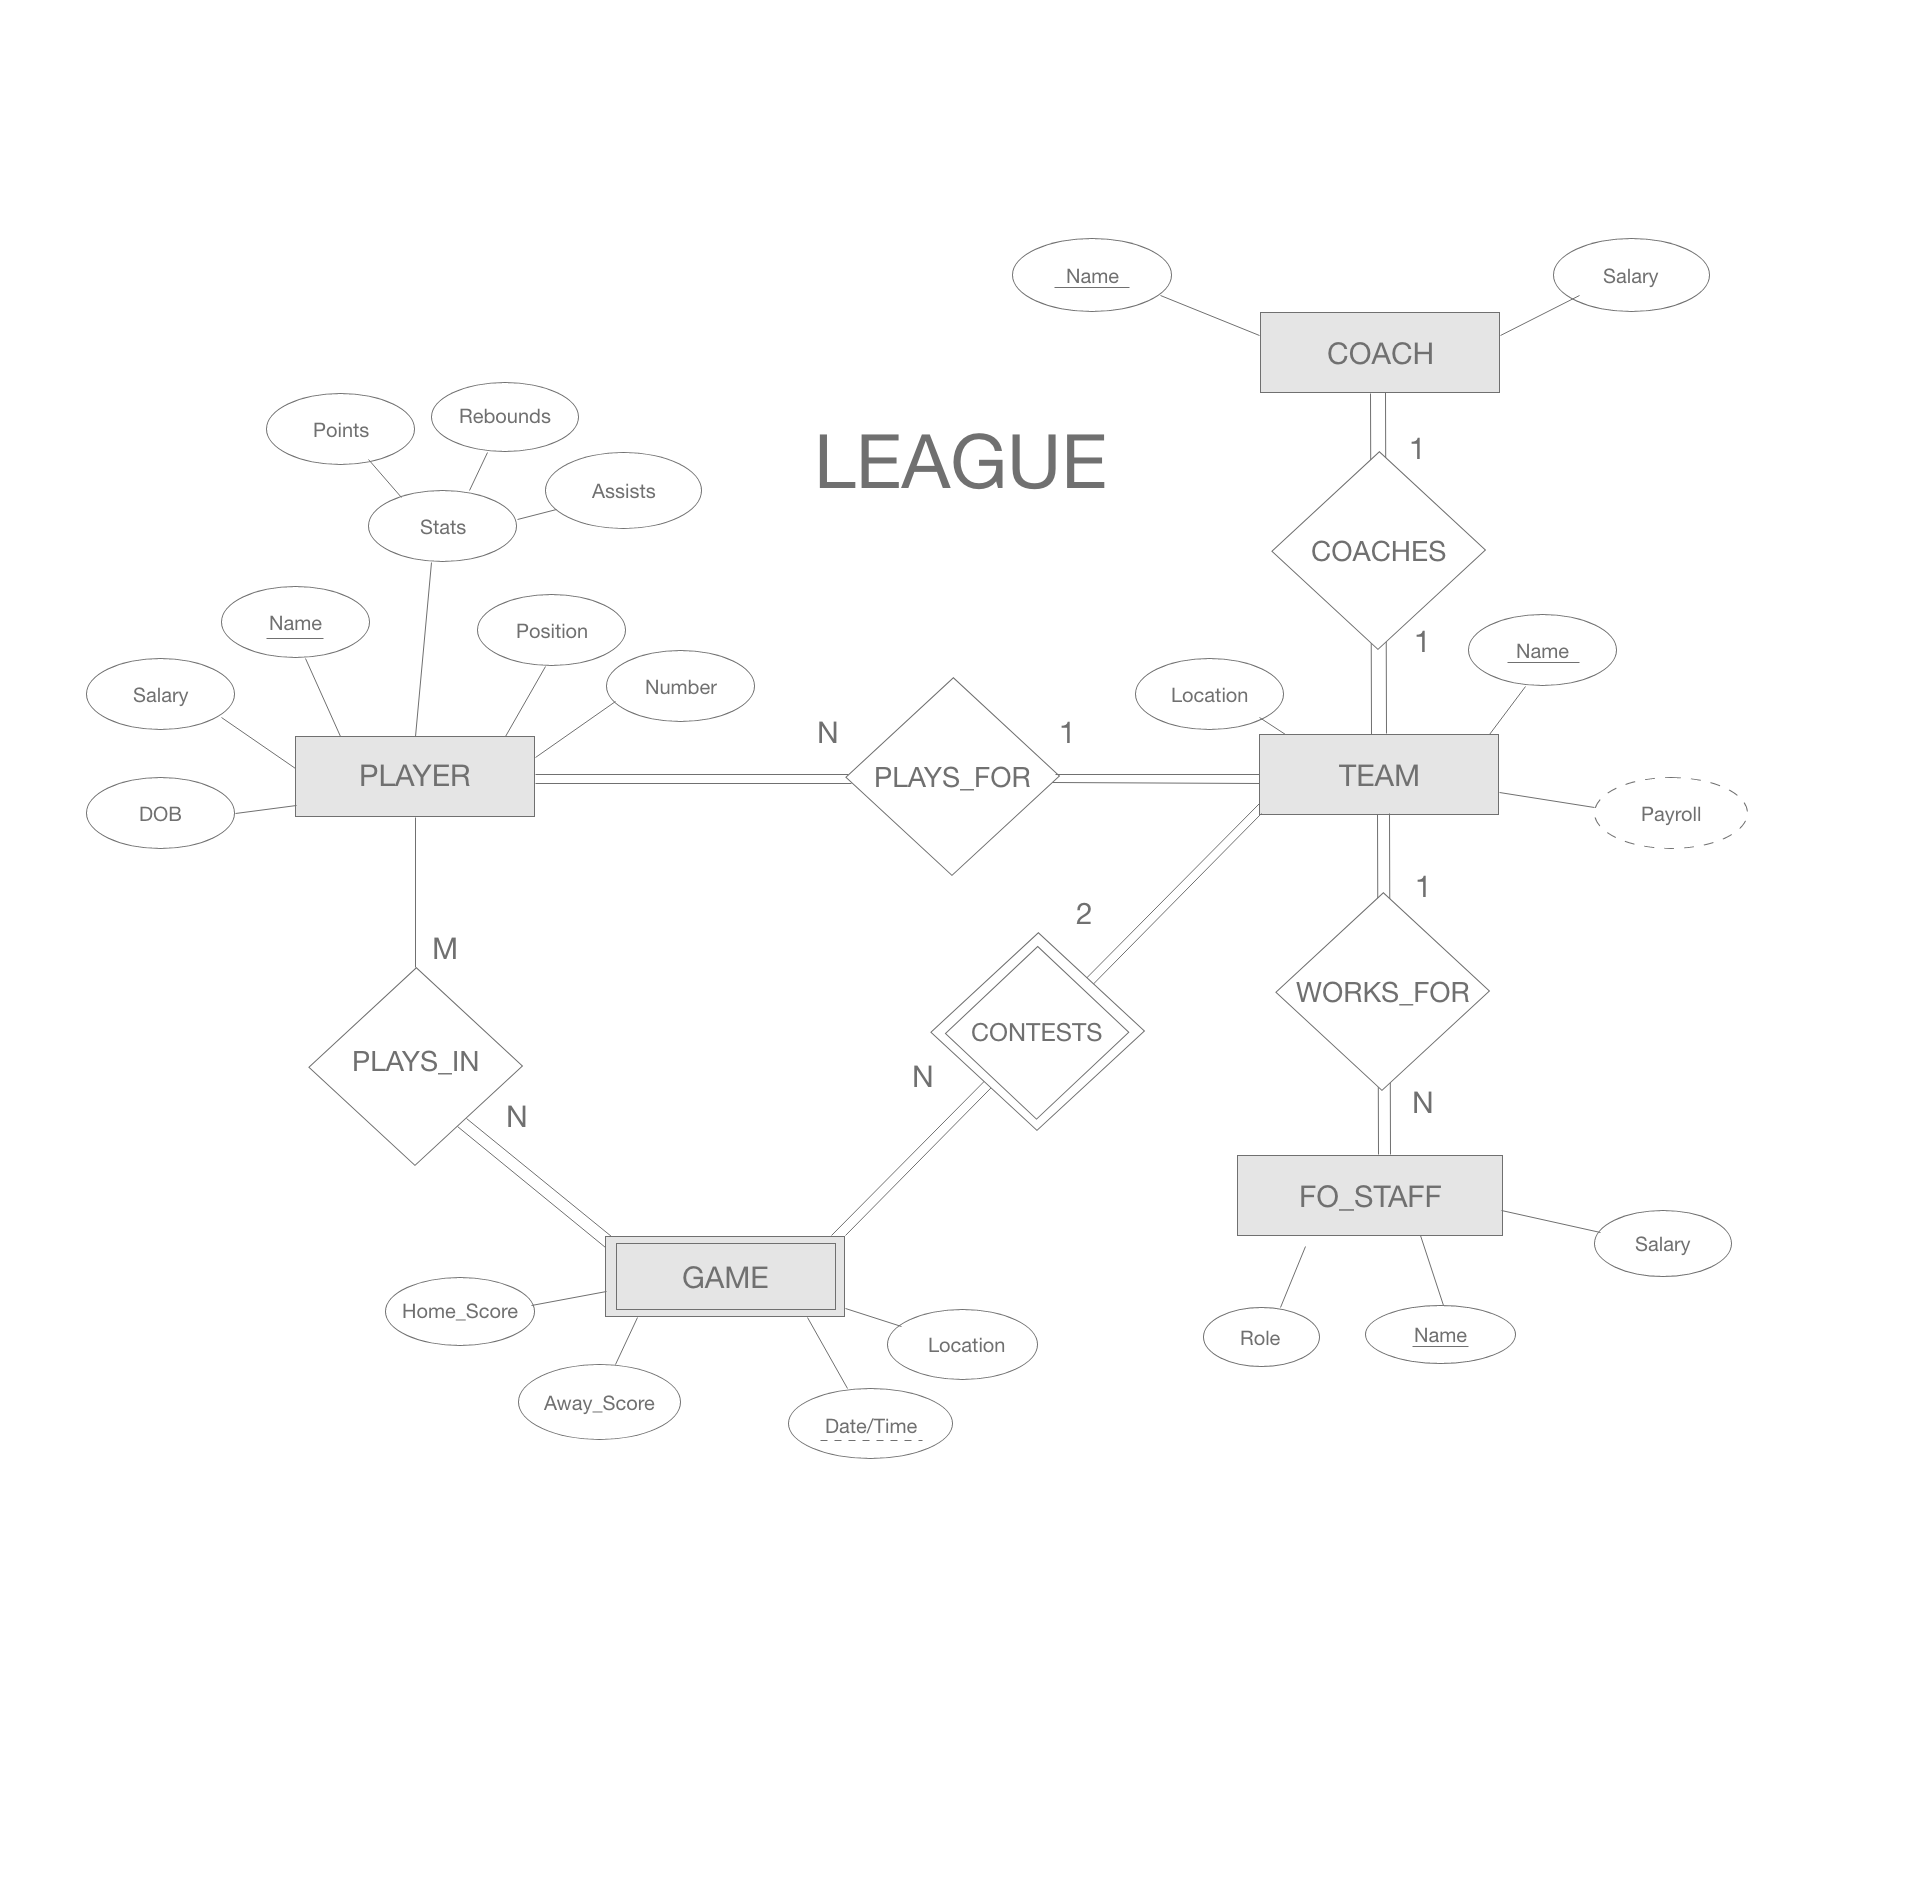 Name
Salary
COACH
Points
Rebounds
LEAGUE
1
Assists
Stats
COACHES
Name
Position
1
Name
Salary
Number
Location
N
1
PLAYER
PLAYS_FOR
TEAM
DOB
Payroll
1
2
M
WORKS_FOR
CONTESTS
PLAYS_IN
N
N
N
FO_STAFF
Salary
GAME
Home_Score
Location
Role
Name
Away_Score
Date/Time